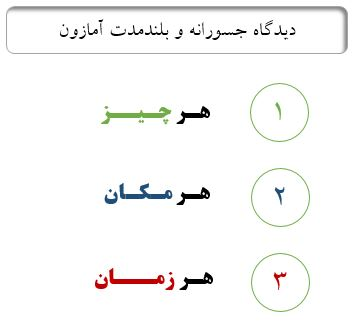 دیدگاه جسورانه و بلندمدت آمازون
۱ هر چیز
۲ هر مکان
۳ هر زمان